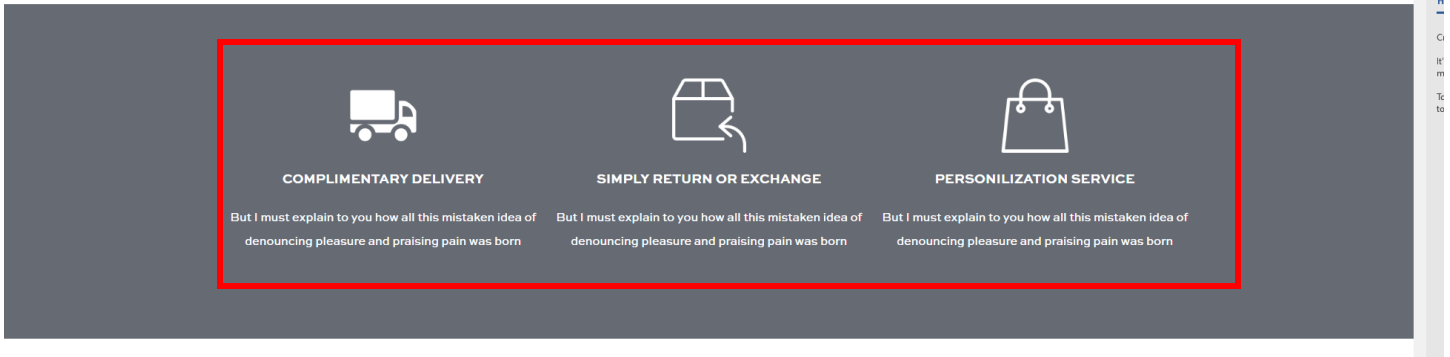 COMPLIMENTARY DELIVERY
But I must explain to you how all this mistaken idea of
denouncing pleasure and praising pain was born
SIMPLY RETURN OR EXCHANGE
But I must explain to you how all this mistaken idea of
denouncing pleasure and praising pain was born
PERSONILIZATION SERVICE
But I must explain to you how all this mistaken idea of
denouncing pleasure and praising pain was born